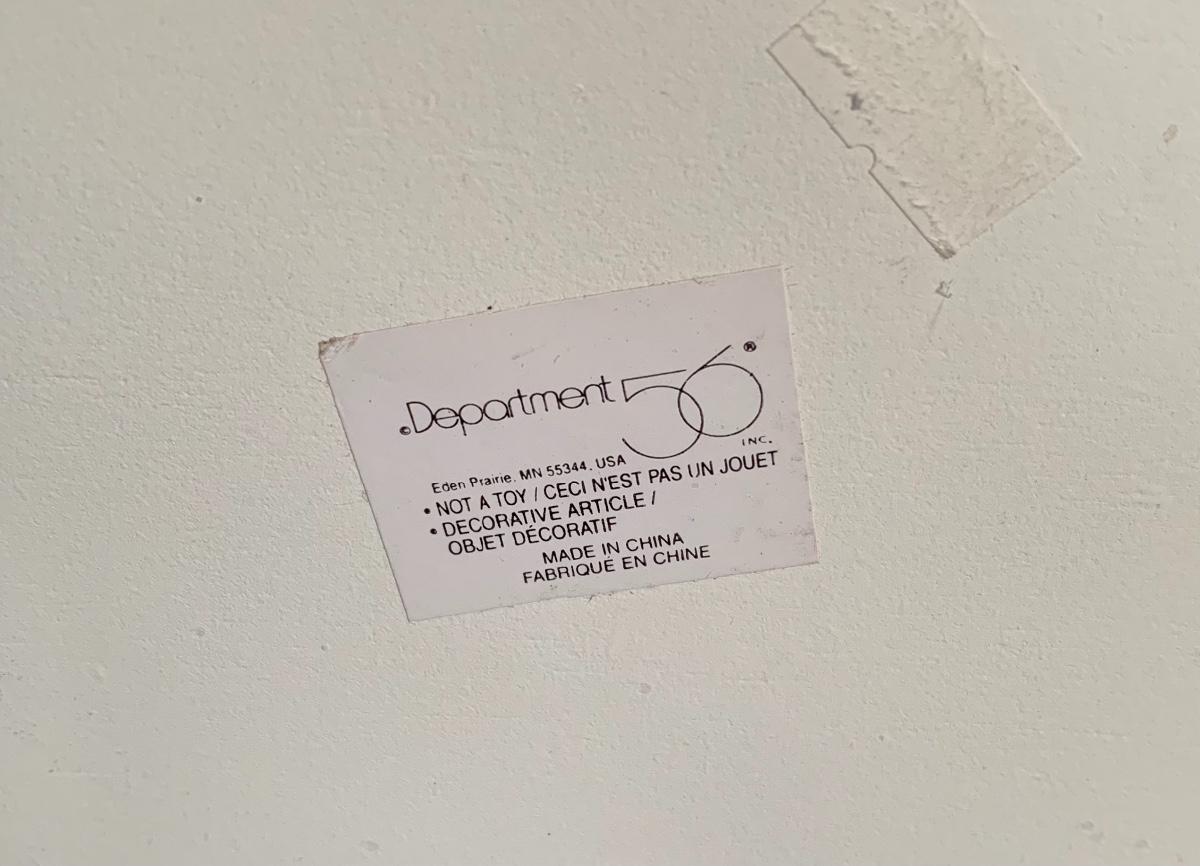 ©Department 56®
INC.
Eden Prairie, MN 55344, USA
• NOT A TOY / CECI N'EST PAS UN JOUET
• DECORATIVE ARTICLE /
OBJET DÉCORATIF
MADE IN CHINA
FABRIQUÉ EN CHINE